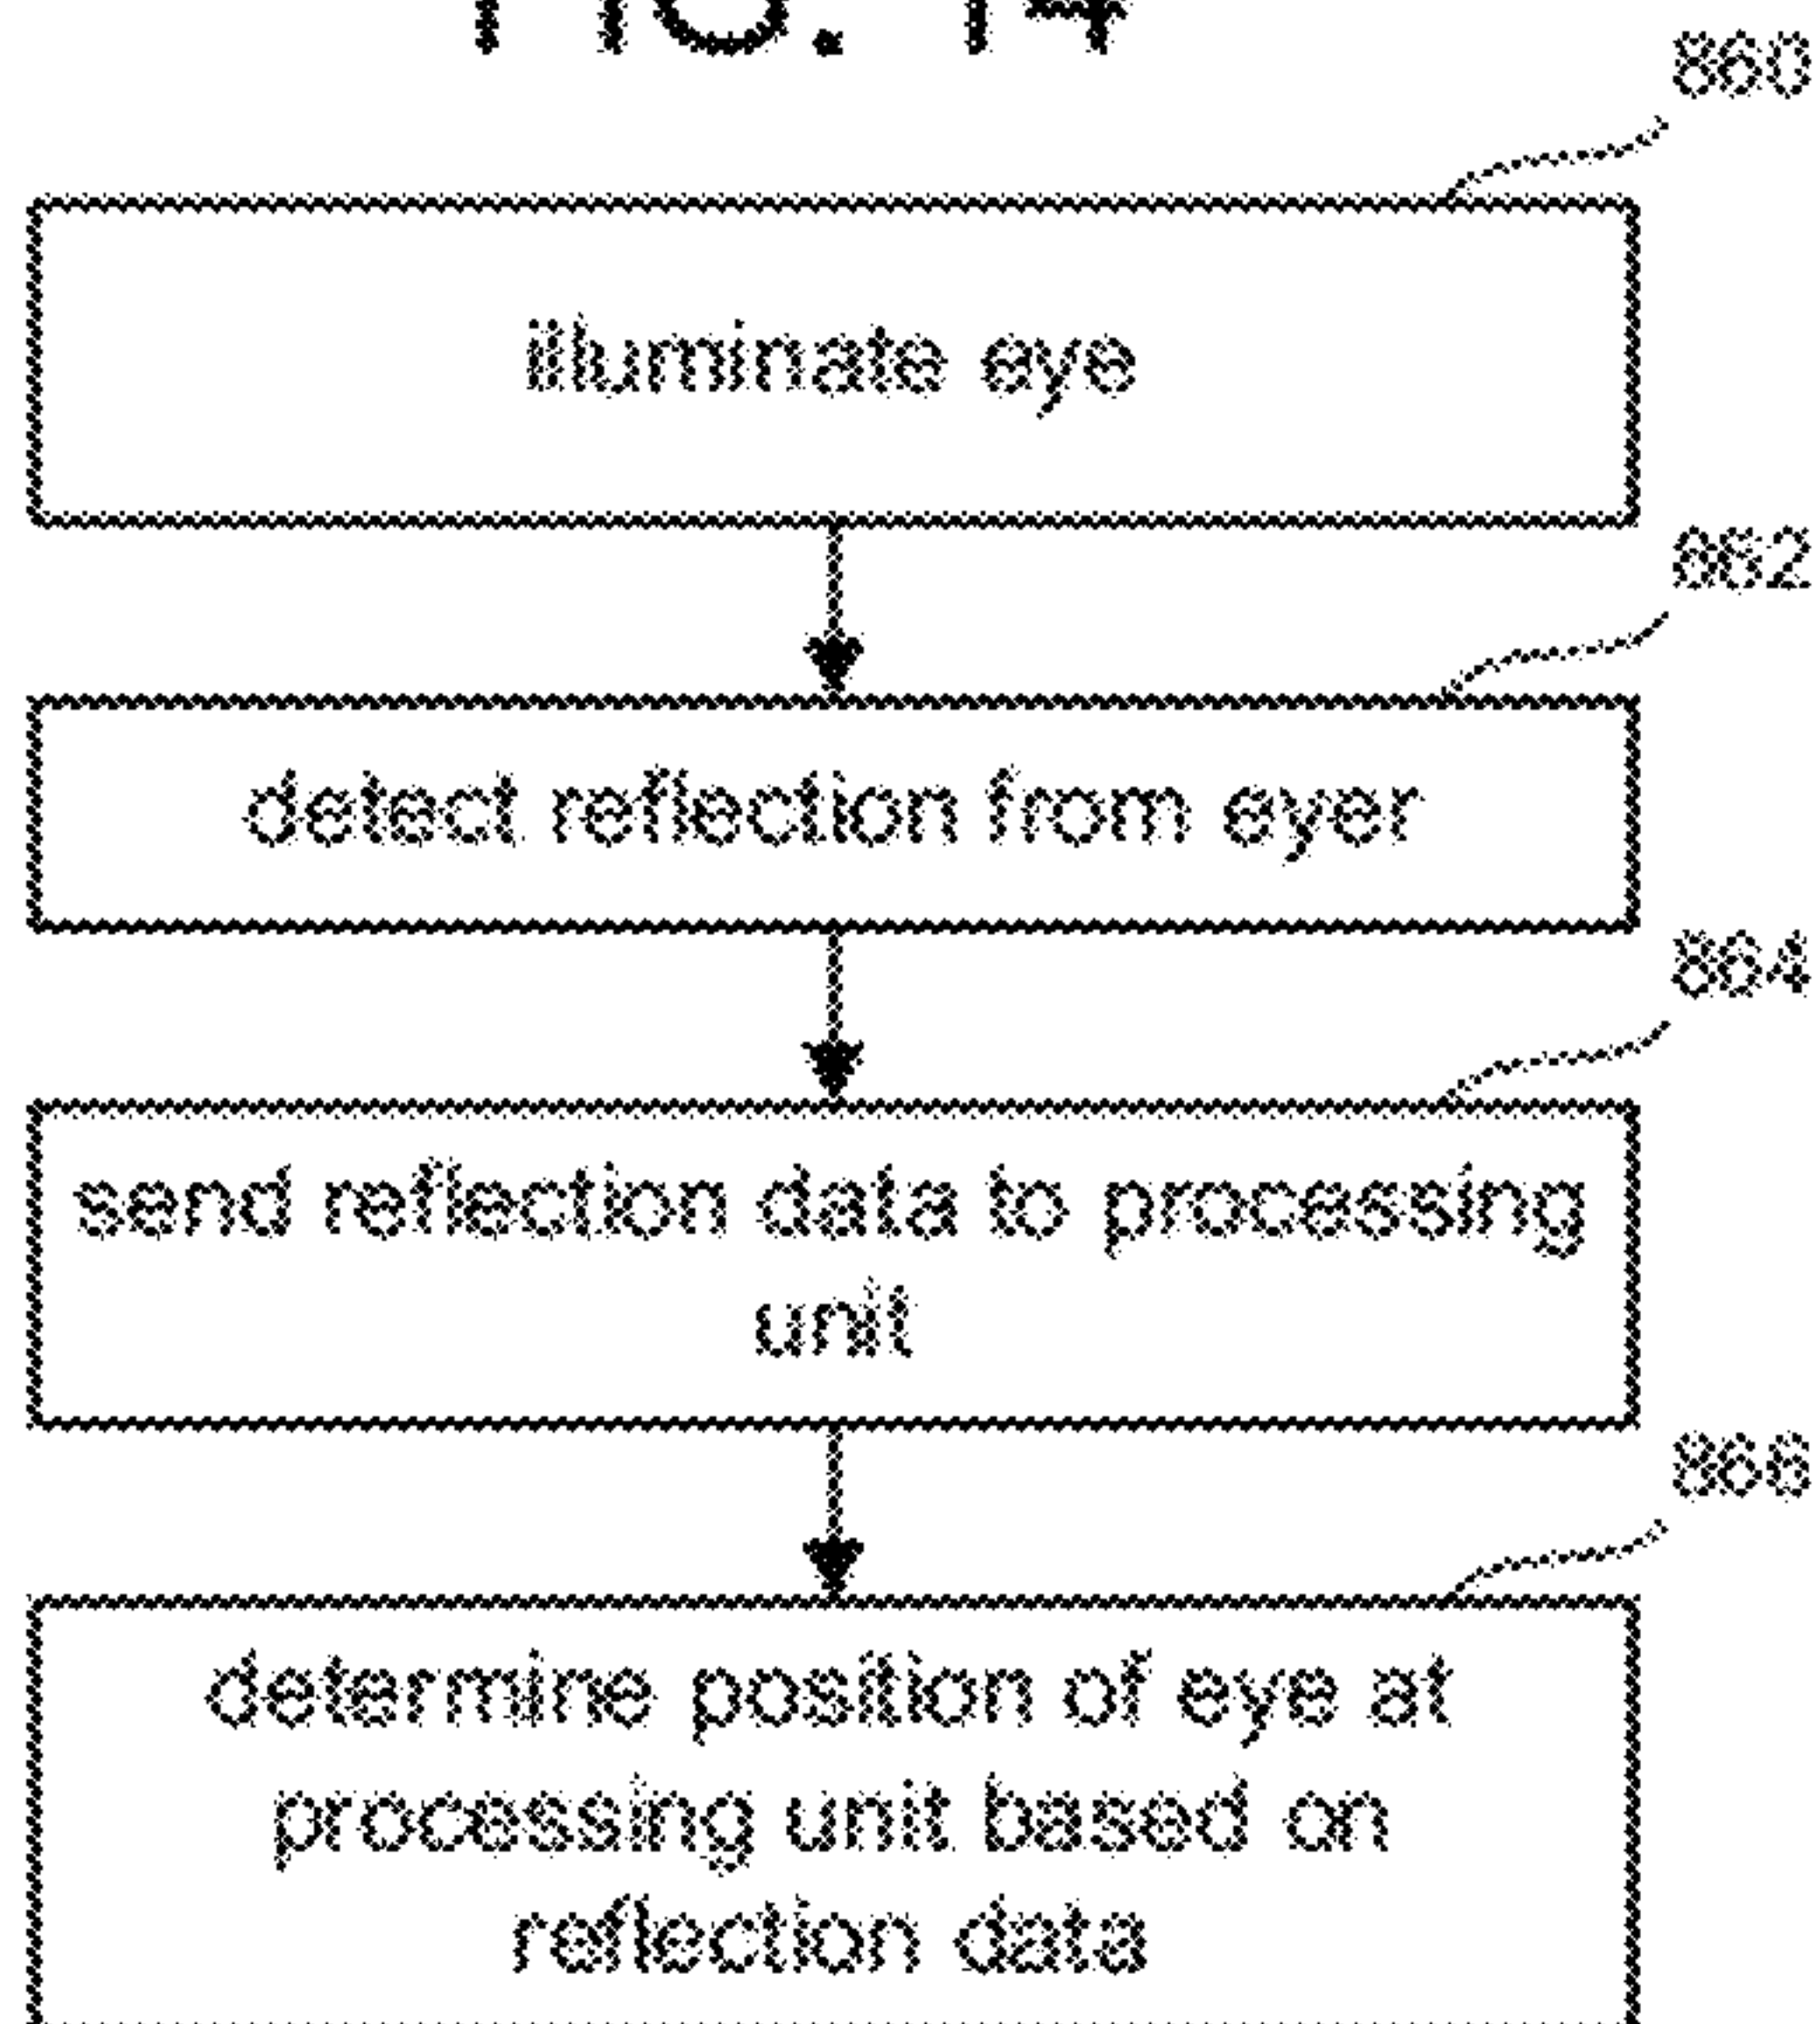 FIG. 14
860
illuminate eye
862
detect reflection from eyer
864
send reflection data to processing
unit
866
determine position of eye at
processing unit based on
reflection data